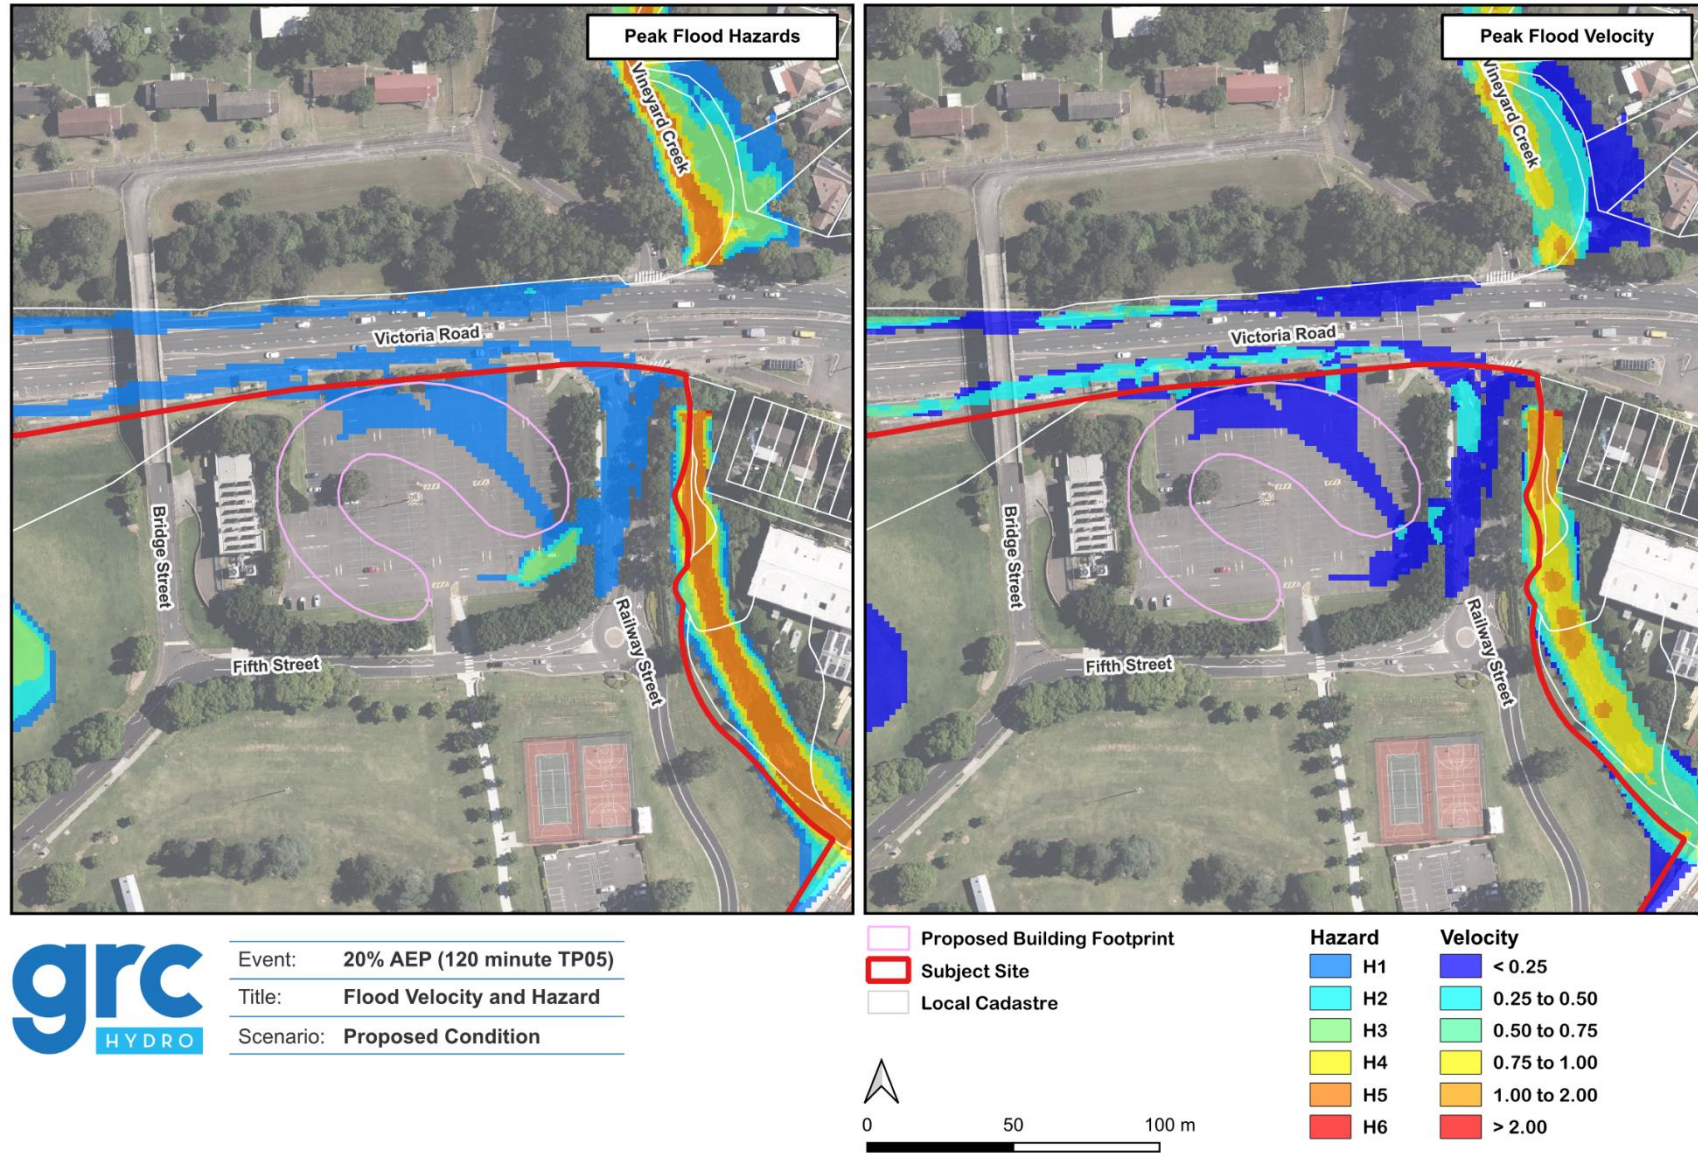 Peak Flood Hazards
Vineyard Creek
Victoria Road
Bridge Street
Fifth Street
Railway Street
Peak Flood Velocity
Vineyard Creek
Victoria Road
Bridge Street
Fifth Street
Railway Street
grc
HYDRO
Event: 20% AEP (120 minute TP05)
Title: Flood Velocity and Hazard
Scenario: Proposed Condition
Proposed Building Footprint
Subject Site
Local Cadastre
0 50 100 m
Hazard Velocity
H1 < 0.25
H2 0.25 to 0.50
H3 0.50 to 0.75
H4 0.75 to 1.00
H5 1.00 to 2.00
H6 > 2.00